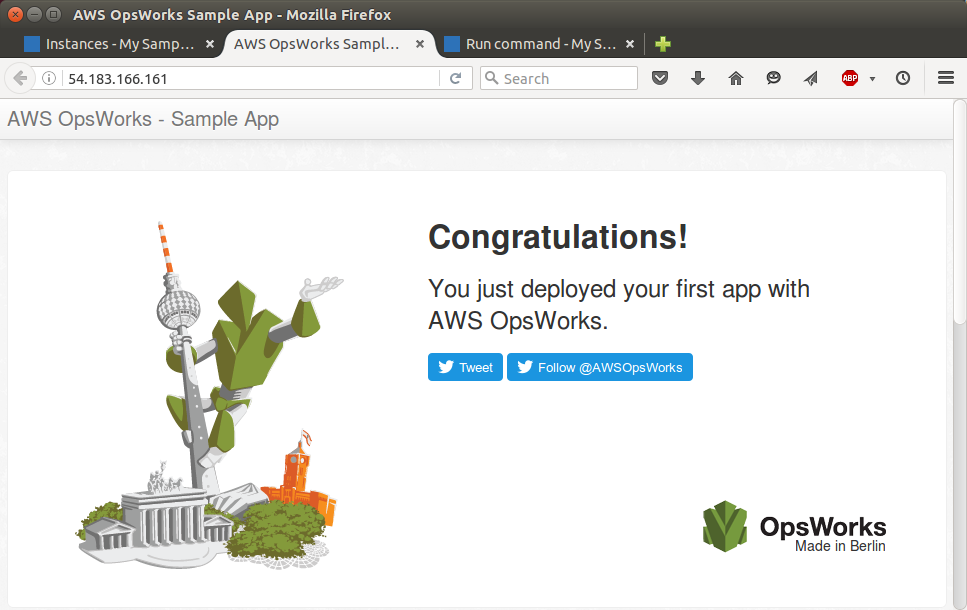 AWS OpsWorks Sample App - Mozilla Firefox
Instances - My Samp...
AWS OpsWorks Sampl...
Run command - My S...
54.183.166.161
Search
ABP
AWS OpsWorks - Sample App
Congratulations!
You just deployed your first app with
AWS OpsWorks.
Tweet
Follow @AWSOpsWorks
OpsWorks
Made in Berlin